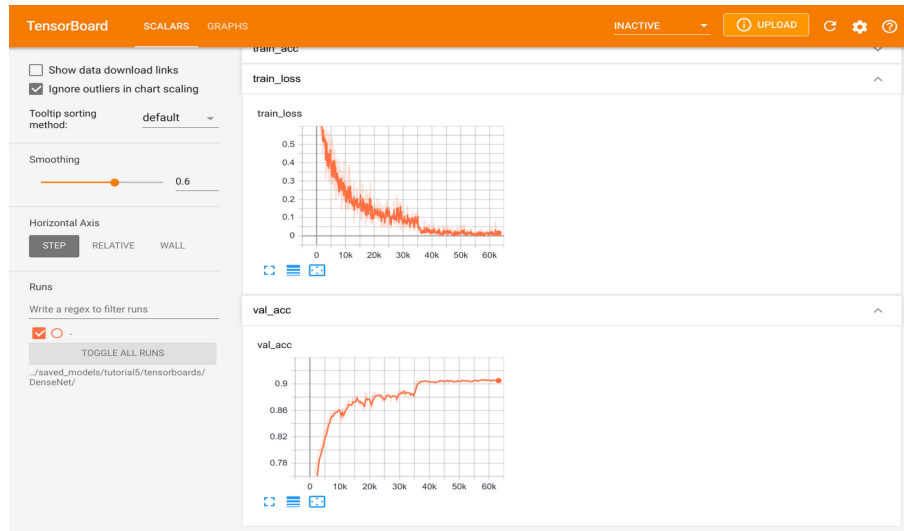 TensorBoard SCALARS GRAPHS INACTIVE UPLOAD
train_acc
Show data download links
Ignore outliers in chart scaling
Tooltip sorting
method:
default
Smoothing
0.6
Horizontal Axis
STEP RELATIVE WALL
Runs
Write a regex to filter runs
.
TOGGLE ALL RUNS
../saved_models/tutorial5/tensorboards/
DenseNet/
train_loss
train_loss
0.5
0.4
0.3
0.2
0.1
0
0 10k 20k 30k 40k 50k 60k
val_acc
val_acc
0.9
0.86
0.82
0.78
0 10k 20k 30k 40k 50k 60k